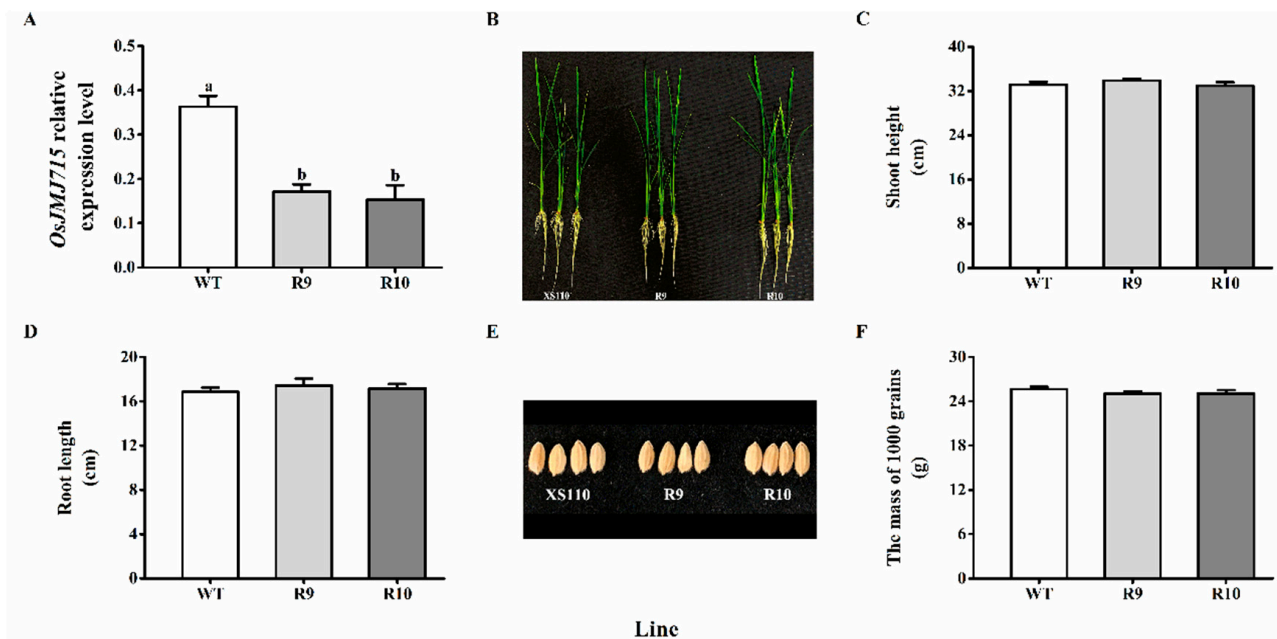 A
OsJMJ715 relative
expression level
0.5
0.4
0.3
0.2
0.1
0.0
a
b
b
WT
R9
R10
B
XS110
R9
R10
C
Shoot height
(cm)
40
32
24
16
8
0
WT
R9
R10
D
Root length
(cm)
20
16
12
8
4
0
WT
R9
R10
E
XS110
R9
R10
F
The mass of 1000 grains
(g)
30
24
18
12
6
0
WT
R9
R10
Line